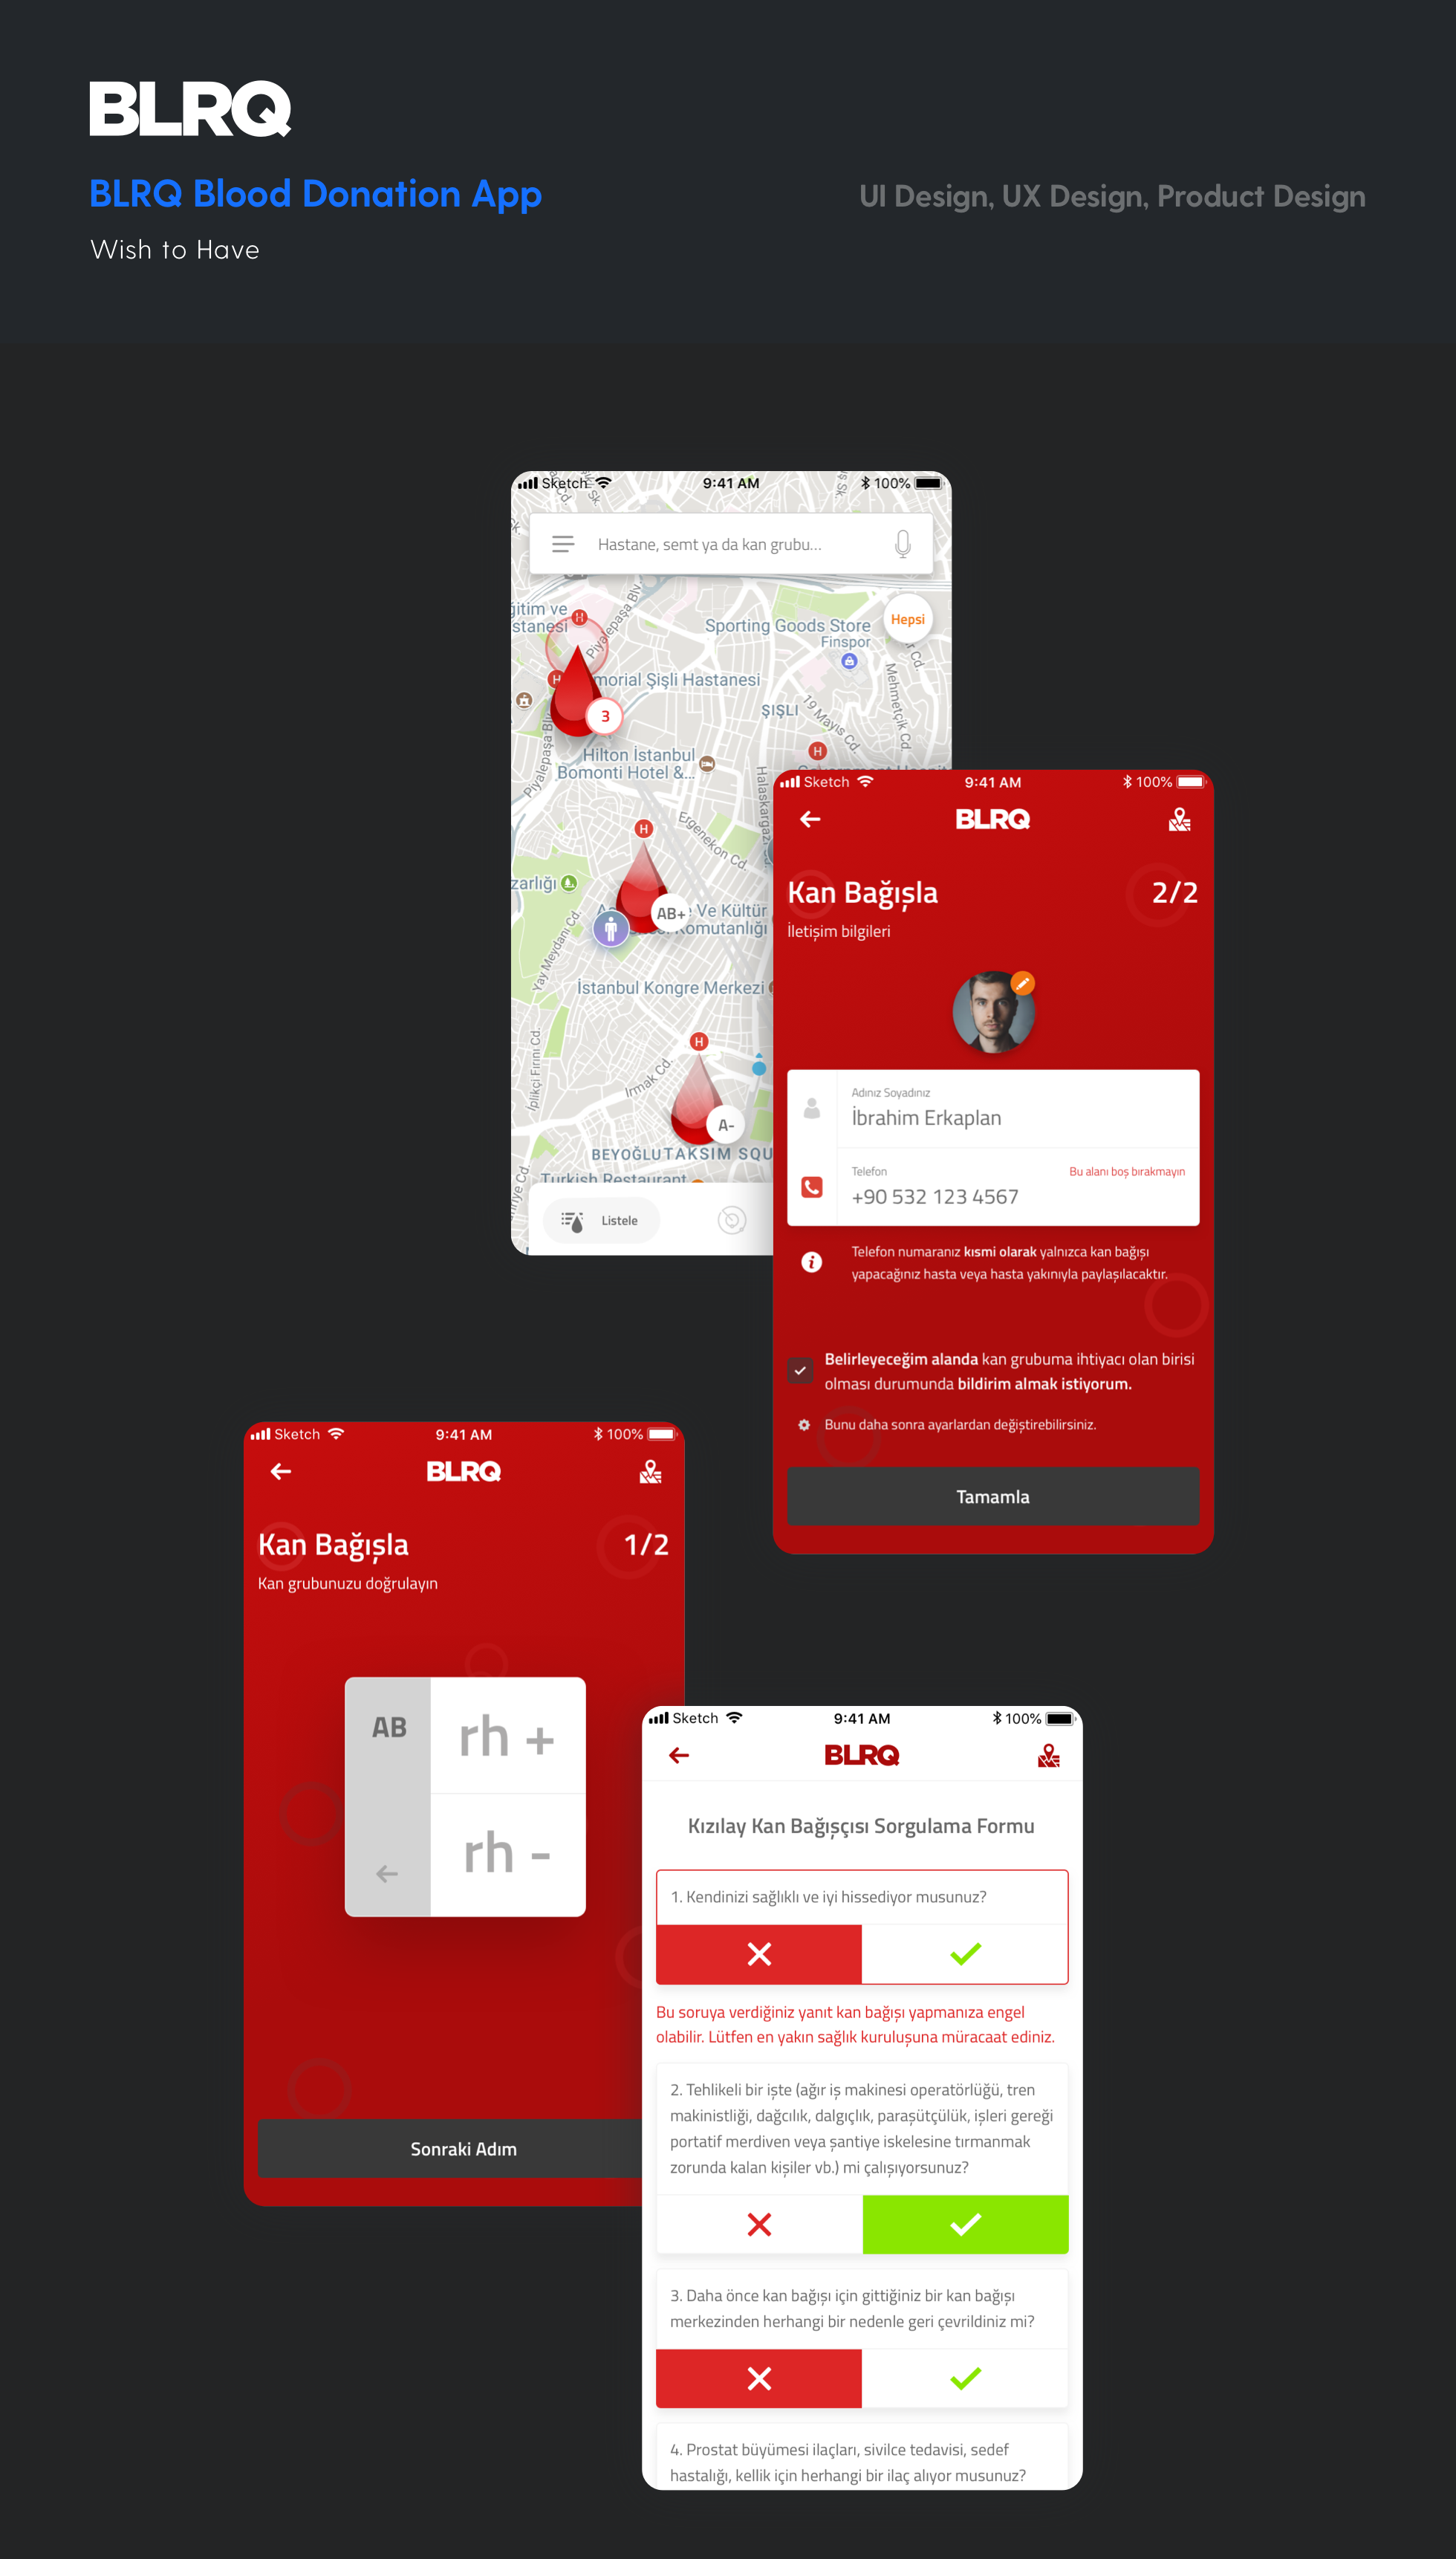 BLRQ
BLRQ Blood Donation App
UI Design, UX Design, Product Design
Wish to Have
Sketch 9:41 AM 100%
Hastane, semt ya da kan grubu...
Hepsi
ğitim ve
stanesi
Piyalepaşa Blv.
Sporting Goods Store
Finspor
morial Şişli Hastanesi
ŞIŞLI
19 Mayıs Cd.
Mehmetçik Cd.
3
Hilton İstanbul
Bomonti Hotel &...
Ergenekon Cd.
zarlığı
AB+
Ve Kültür
Komutanlığı
Yay Meydanı Cd.
İstanbul Kongre Merkezi
İplikçi Fırını Cd.
Irmak Cd.
A-
BEYOĞLU TAKSIM SQU
Turkish Restaurant
Listele
Sketch 9:41 AM 100%
BLRQ
Kan Bağışla 2/2
İletişim bilgileri
Adınız Soyadınız
İbrahim Erkaplan
Telefon Bu alanı boş bırakmayın
+90 532 123 4567
Telefon numaranız kısmi olarak yalnızca kan bağışı
yapacağınız hasta veya hasta yakınıyla paylaşılacaktır.
Belirleyeceğim alanda kan grubuma ihtiyacı olan birisi
olması durumunda bildirim almak istiyorum.
Bunu daha sonra ayarlardan değiştirebilirsiniz.
Tamamla
Sketch 9:41 AM 100%
BLRQ
Kan Bağışla 1/2
Kan grubunuzu doğrulayın
AB
rh +
rh -
Sonraki Adım
Sketch 9:41 AM 100%
BLRQ
Kızılay Kan Bağışçısı Sorgulama Formu
1. Kendinizi sağlıklı ve iyi hissediyor musunuz?
Bu soruya verdiğiniz yanıt kan bağışı yapmanıza engel
olabilir. Lütfen en yakın sağlık kuruluşuna müracaat ediniz.
2. Tehlikeli bir işte (ağır iş makinesi operatörlüğü, tren
makinistliği, dağcılık, dalgıçlık, paraşütçülük, işleri gereği
portatif merdiven veya şantiye iskelesine tırmanmak
zorunda kalan kişiler vb.) mi çalışıyorsunuz?
3. Daha önce kan bağışı için gittiğiniz bir kan bağışı
merkezinden herhangi bir nedenle geri çevrildiniz mi?
4. Prostat büyümesi ilaçları, sivilce tedavisi, sedef
hastalığı, kellik için herhangi bir ilaç alıyor musunuz?